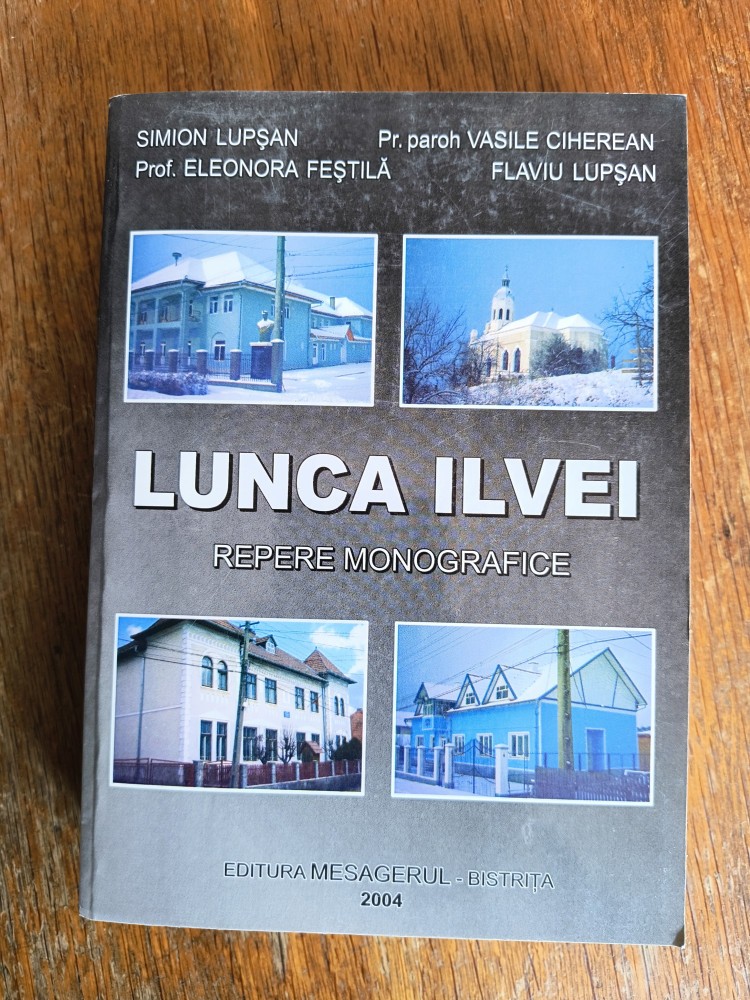 SIMION LUPŞAN Pr. paroh VASILE CIHEREAN
Prof. ELEONORA FEŞTILĂ FLAVIU LUPŞAN
LUNCA ILVEI
REPERE MONOGRAFICE
EDITURA MESAGERUL - BISTRIŢA
2004